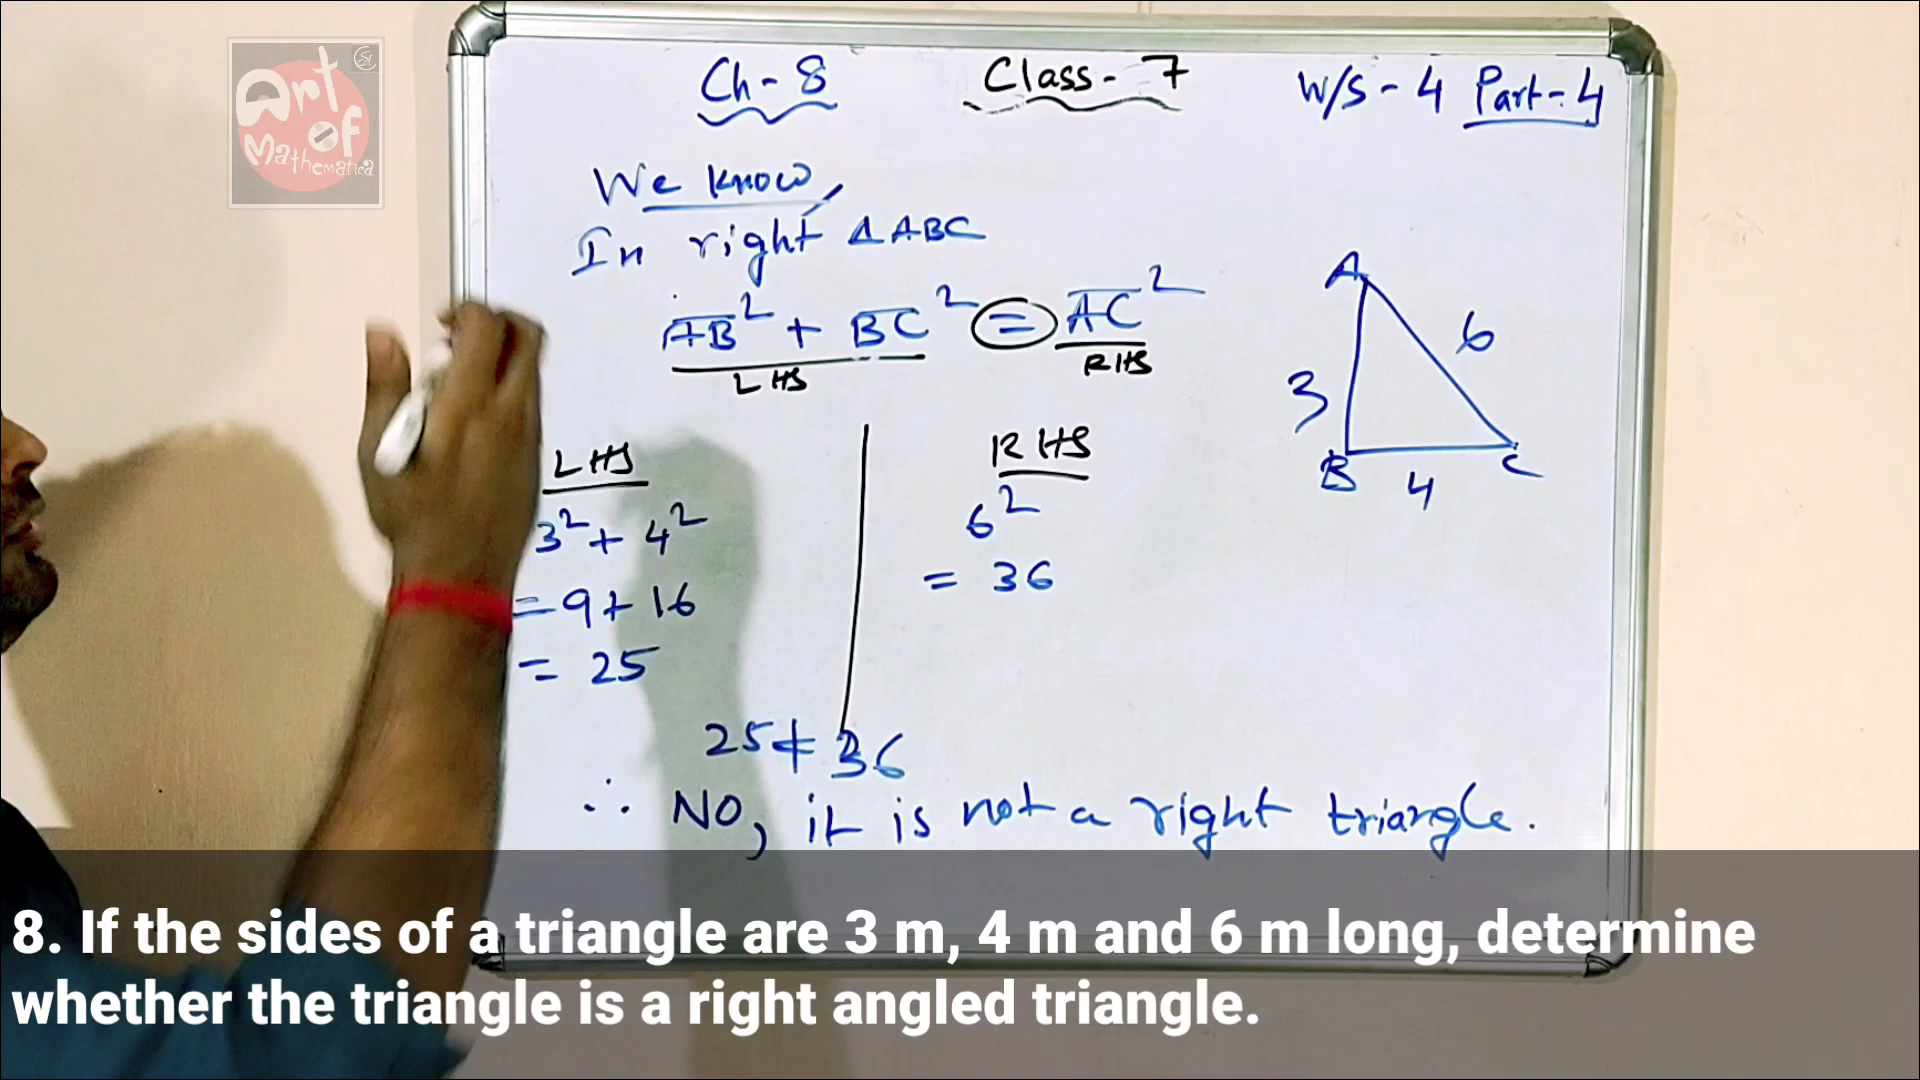 Art of Mathematica
Ch - 8 Class - 7 W/S - 4 Part - 4
We know,
In right △ABC
AB² + BC² = AC²
LHS RHS
A
6
3
B 4 C
LHS
3² + 4²
= 9 + 16
= 25
RHS
6²
= 36
25 ≠ 36
∴ NO, it is not a right triangle.
8. If the sides of a triangle are 3 m, 4 m and 6 m long, determine
whether the triangle is a right angled triangle.